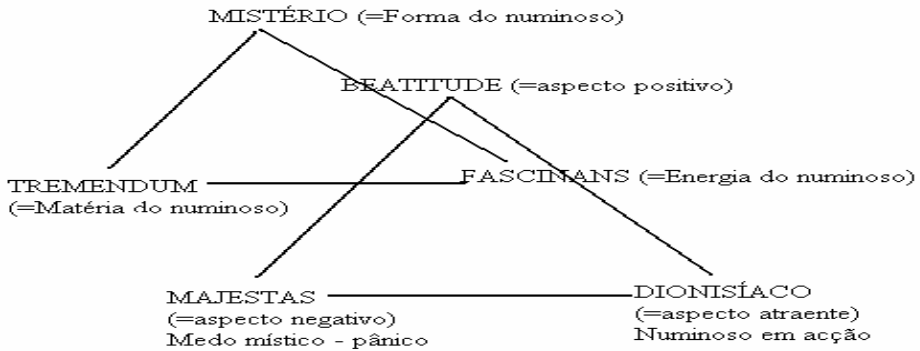 MISTÉRIO (=Forma do numinoso)
BEATITUDE (=aspecto positivo)
TREMENDUM
(=Matéria do numinoso)
FASCINANS (=Energia do numinoso)
MAJESTAS
(=aspecto negativo)
Medo místico - pânico
DIONISÍACO
(=aspecto atraente)
Numinoso em acção